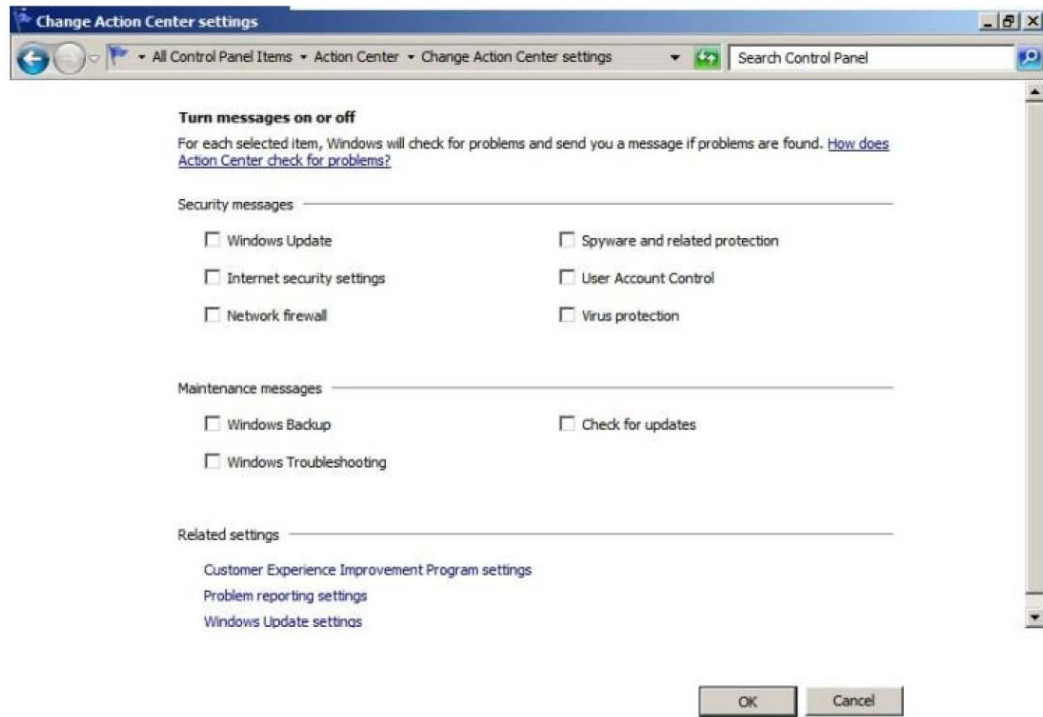 Change Action Center settings
All Control Panel Items Action Center Change Action Center settings Search Control Panel
Turn messages on or off
For each selected item, Windows will check for problems and send you a message if problems are found. How does
Action Center check for problems?
Security messages
Windows Update Spyware and related protection
Internet security settings User Account Control
Network firewall Virus protection
Maintenance messages
Windows Backup Check for updates
Windows Troubleshooting
Related settings
Customer Experience Improvement Program settings
Problem reporting settings
Windows Update settings
OK Cancel